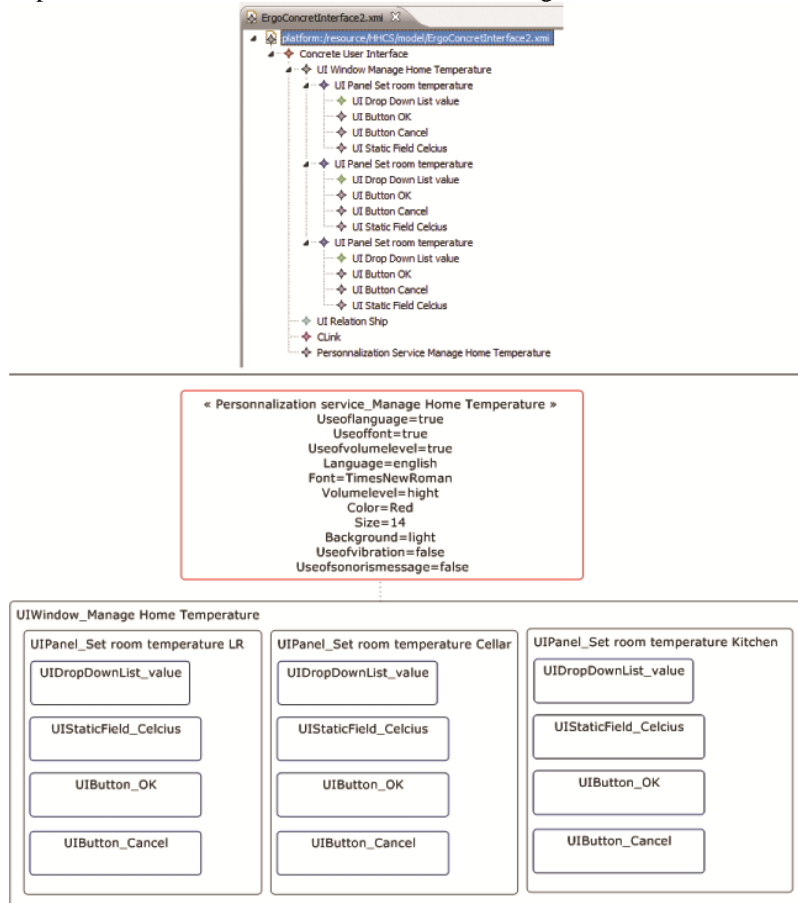 ErgoConcretInterface2.xmi
platform:/resource/HHCS/model/ErgoConcretInterface2.xmi
Concrete User Interface
UI Window Manage Home Temperature
UI Panel Set room temperature
UI Drop Down List value
UI Button OK
UI Button Cancel
UI Static Field Celcius
UI Panel Set room temperature
UI Drop Down List value
UI Button OK
UI Button Cancel
UI Static Field Celcius
UI Panel Set room temperature
UI Drop Down List value
UI Button OK
UI Button Cancel
UI Static Field Celcius
UI Relation Ship
CLink
Personnalization Service Manage Home Temperature
« Personnalization service_Manage Home Temperature »
Useoflanguage=true
Useoffont=true
Useofvolumelevel=true
Language=english
Font=TimesNewRoman
Volumelevel=hight
Color=Red
Size=14
Background=light
Useofvibration=false
Useofsonorismessage=false
UIWindow_Manage Home Temperature
UIPanel_Set room temperature LR
UIDropDownList_value
UIStaticField_Celcius
UIButton_OK
UIButton_Cancel
UIPanel_Set room temperature Cellar
UIDropDownList_value
UIStaticField_Celcius
UIButton_OK
UIButton_Cancel
UIPanel_Set room temperature Kitchen
UIDropDownList_value
UIStaticField_Celcius
UIButton_OK
UIButton_Cancel